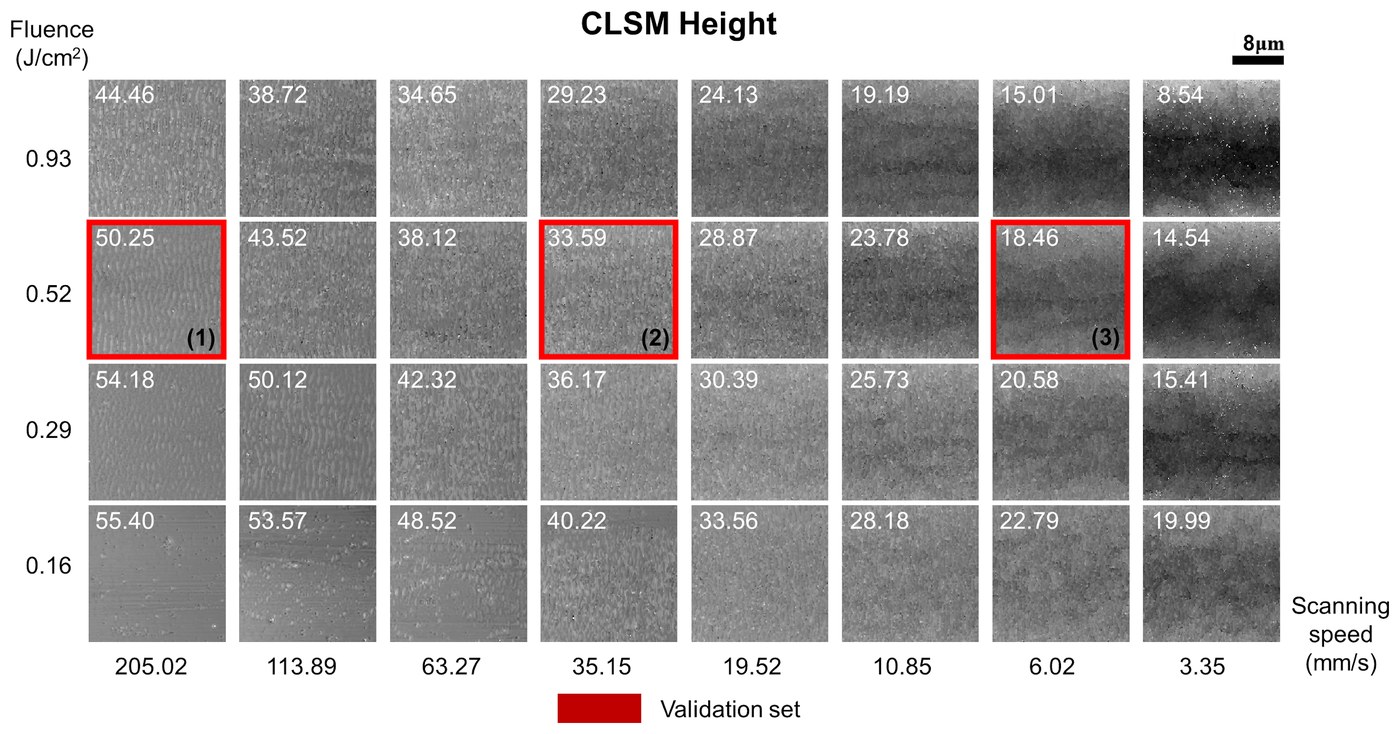 CLSM Height
Fluence
(J/cm²)
8μm
0.93
44.46 38.72 34.65 29.23 24.13 19.19 15.01 8.54
0.52
50.25 43.52 38.12 33.59 28.87 23.78 18.46 14.54
(1) (2) (3)
0.29
54.18 50.12 42.32 36.17 30.39 25.73 20.58 15.41
0.16
55.40 53.57 48.52 40.22 33.56 28.18 22.79 19.99
205.02 113.89 63.27 35.15 19.52 10.85 6.02 3.35
Scanning
speed
(mm/s)
Validation set